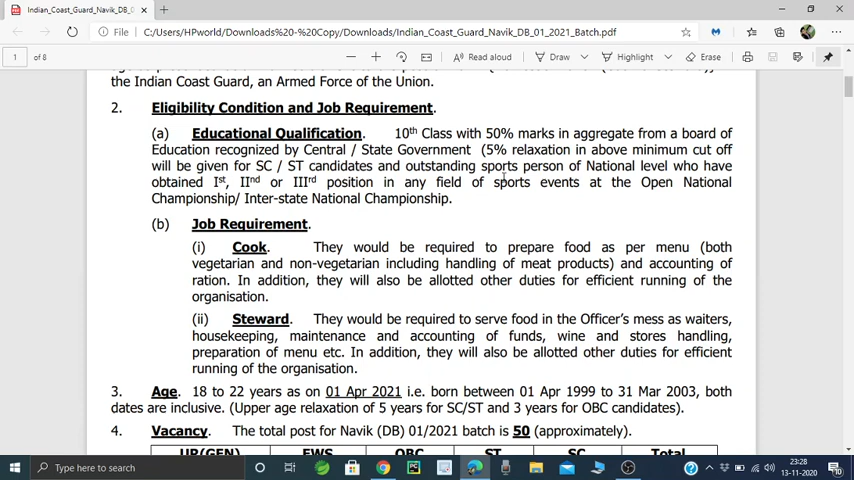 Indian_Coast_Guard_Navik_DB_0
File
C:/Users/HPworld/Downloads%20-%20Copy/Downloads/Indian_Coast_Guard_Navik_DB_01_2021_Batch.pdf
1 of 8
Read aloud
Draw
Highlight
Erase
the Indian Coast Guard, an Armed Force of the Union.
2. Eligibility Condition and Job Requirement.
(a) Educational Qualification. 10th Class with 50% marks in aggregate from a board of
Education recognized by Central / State Government (5% relaxation in above minimum cut off
will be given for SC / ST candidates and outstanding sports person of National level who have
obtained Ist, IInd or IIIrd position in any field of sports events at the Open National
Championship/ Inter-state National Championship.
(b) Job Requirement.
(i) Cook. They would be required to prepare food as per menu (both
vegetarian and non-vegetarian including handling of meat products) and accounting of
ration. In addition, they will also be allotted other duties for efficient running of the
organisation.
(ii) Steward. They would be required to serve food in the Officer's mess as waiters,
housekeeping, maintenance and accounting of funds, wine and stores handling,
preparation of menu etc. In addition, they will also be allotted other duties for efficient
running of the organisation.
3. Age. 18 to 22 years as on 01 Apr 2021 i.e. born between 01 Apr 1999 to 31 Mar 2003, both
dates are inclusive. (Upper age relaxation of 5 years for SC/ST and 3 years for OBC candidates).
4. Vacancy. The total post for Navik (DB) 01/2021 batch is 50 (approximately).
UR(GEN) EWS OBC ST SC Total
Type here to search
23:28
13-11-2020